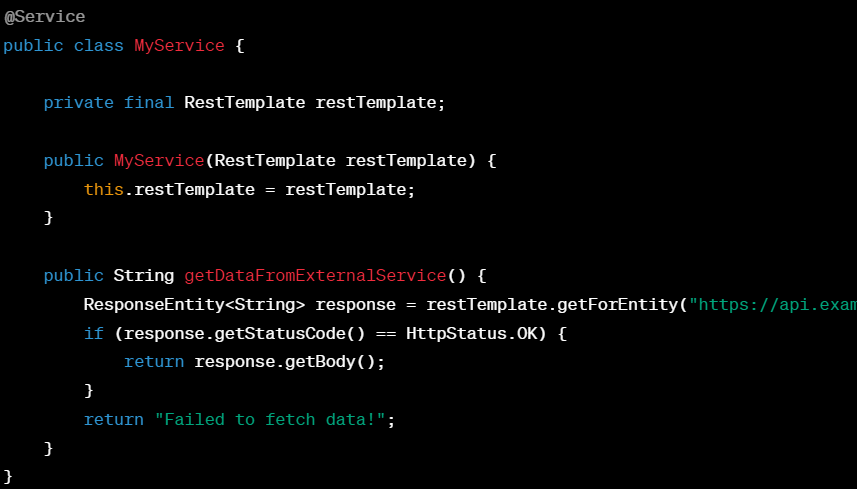 @Service
public class MyService {
private final RestTemplate restTemplate;
public MyService(RestTemplate restTemplate) {
this.restTemplate = restTemplate;
}
public String getDataFromExternalService() {
ResponseEntity<String> response = restTemplate.getForEntity("https://api.exam
if (response.getStatusCode() == HttpStatus.OK) {
return response.getBody();
}
return "Failed to fetch data!";
}
}